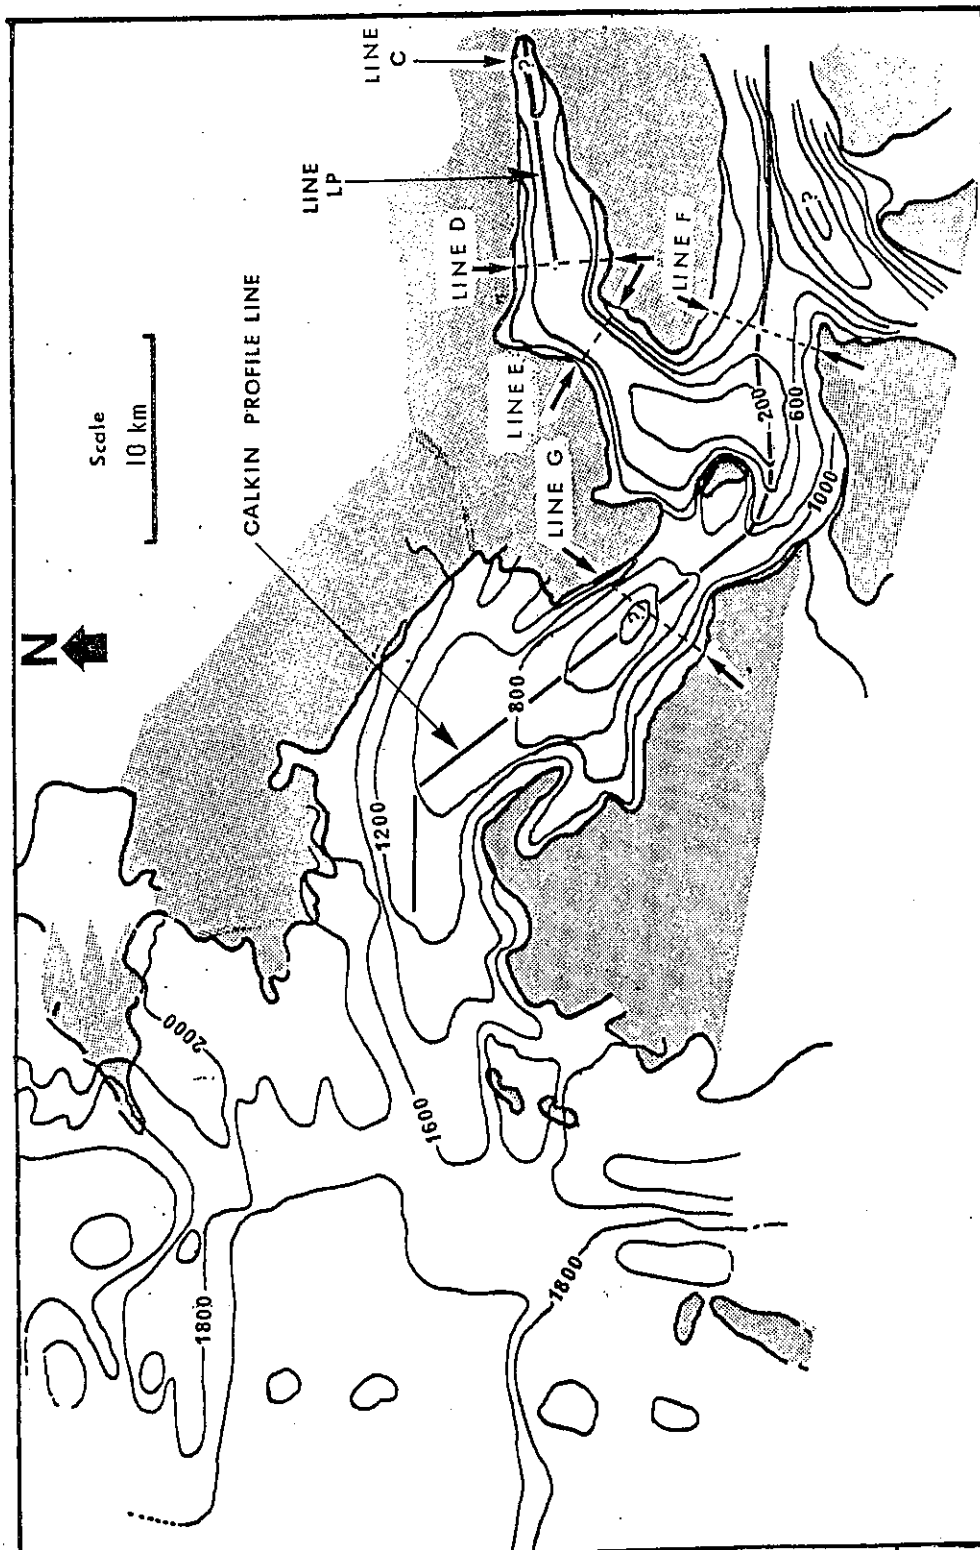 N
Scale
10 km
CALKIN PROFILE LINE
LINE
LP
LINE
C
LINE D
LINE E
LINE F
LINE G
?
?
??
2000
1200
800
200
600
1000
1600
1800
1800